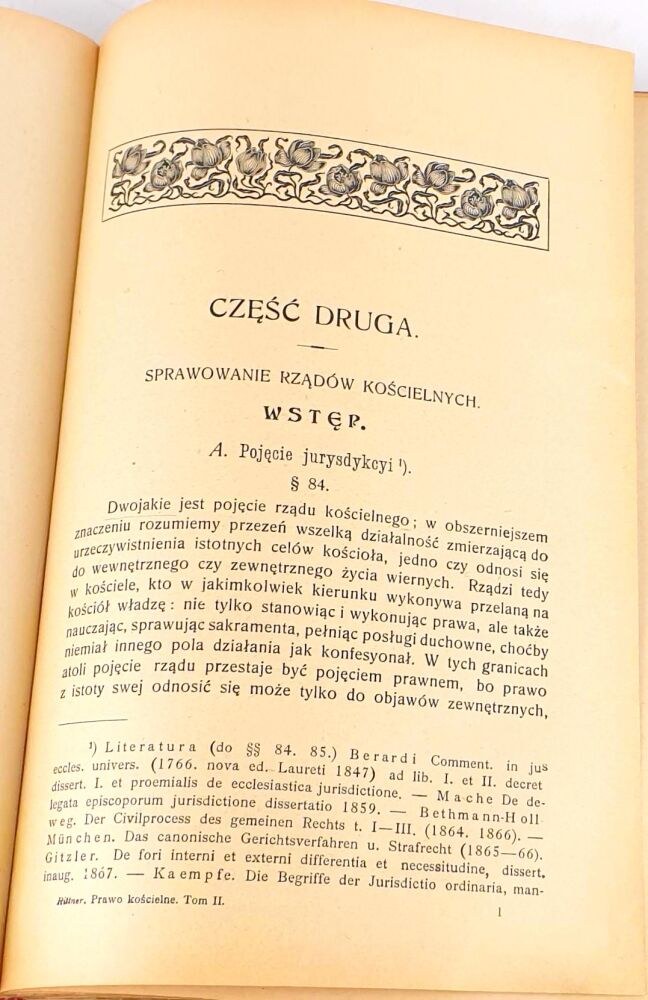 CZĘŚĆ DRUGA.
SPRAWOWANIE RZĄDÓW KOŚCIELNYCH.
WSTĘP.
A. Pojęcie jurysdykcyi ¹).
§ 84.
Dwojakie jest pojęcie rządu kościelnego; w obszerniejszem
znaczeniu rozumiemy przezeń wszelką działalność zmierzającą do
urzeczywistnienia istotnych celów kościoła, jedno czy odnosi się
do wewnętrznego czy zewnętrznego życia wiernych. Rządzi tedy
w kościele, kto w jakimkolwiek kierunku wykonywa przelaną na
kościół władzę: nie tylko stanowiąc i wykonując prawa, ale także
nauczając, sprawując sakramenta, pełniąc posługi duchowne, choćby
niemiał innego pola działania jak konfesyonał. W tych granicach
atoli pojęcie rządu przestaje być pojęciem prawnem, bo prawo
z istoty swej odnosić się może tylko do objawów zewnętrznych,
¹) Literatura (do §§ 84. 85.) Berardi Comment. in jus
eccles. univers. (1766. nova ed. Laureti 1847) ad lib. I. et II. decret
dissert. I. et proemialis de ecclesiastica jurisdictione. — Mache De de-
legata episcoporum jurisdictione dissertatio 1859. — Bethmann-Holl
weg. Der Civilprocess des gemeinen Rechts t. I—III. (1864. 1866). —
München. Das canonische Gerichtsverfahren u. Strafrecht (1865—66).
Gitzler. De fori interni et externi differentia et necessitudine, dissert.
inaug. 1867. — Kaempfe. Die Begriffe der Jurisdictio ordinaria, man-
Rittner. Prawo kościelne. Tom II.
1